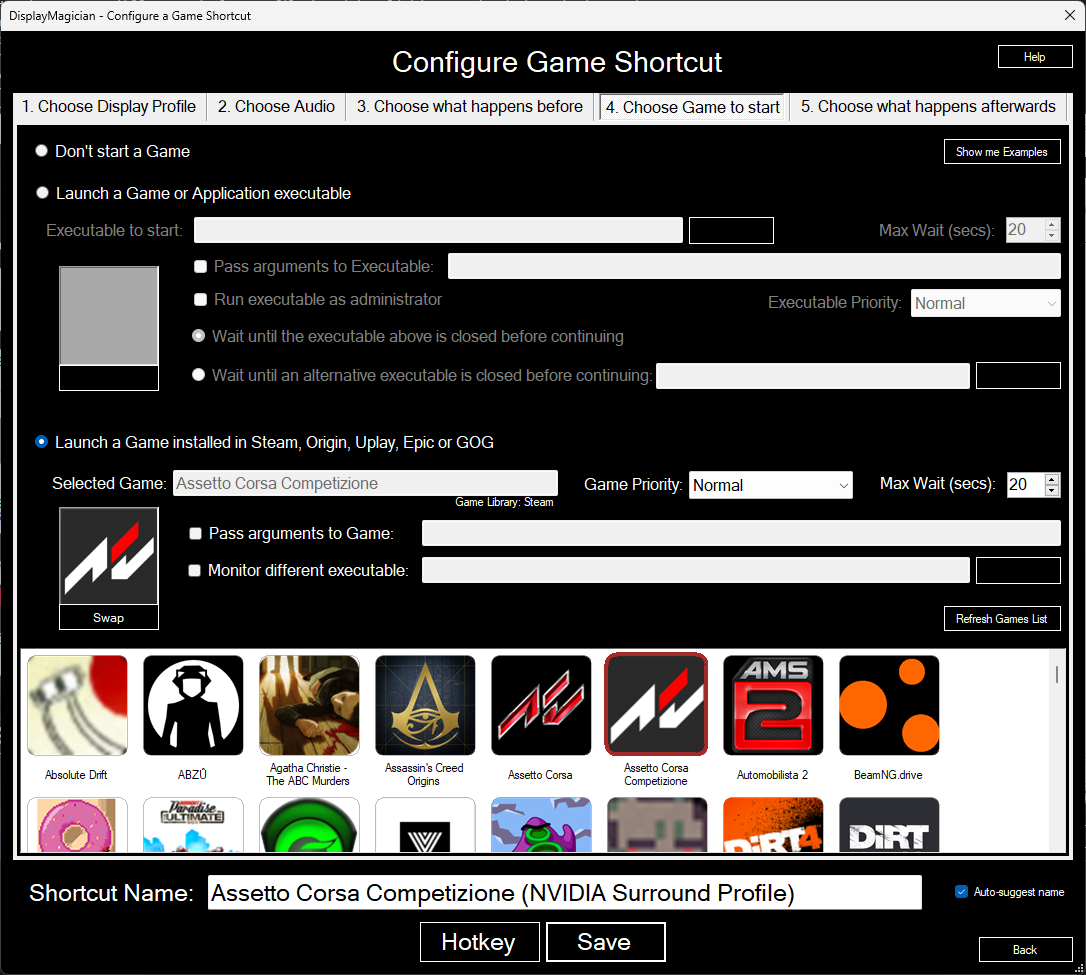 DisplayMagician - Configure a Game Shortcut
Configure Game Shortcut
Help
1. Choose Display Profile
2. Choose Audio
3. Choose what happens before
4. Choose Game to start
5. Choose what happens afterwards
Don't start a Game
Show me Examples
Launch a Game or Application executable
Executable to start:
Max Wait (secs):
20
Pass arguments to Executable:
Run executable as administrator
Executable Priority:
Normal
Wait until the executable above is closed before continuing
Wait until an alternative executable is closed before continuing:
Launch a Game installed in Steam, Origin, Uplay, Epic or GOG
Selected Game:
Assetto Corsa Competizione
Game Priority:
Normal
Max Wait (secs):
20
Game Library: Steam
Pass arguments to Game:
Monitor different executable:
Swap
Refresh Games List
AMS
2
Absolute Drift
ABZÛ
Agatha Christie -
The ABC Murders
Assassin's Creed
Origins
Assetto Corsa
Assetto Corsa
Competizione
Automobilista 2
BeamNG.drive
Paradise
ULTIMATE
DiRT4
DiRT
Shortcut Name:
Assetto Corsa Competizione (NVIDIA Surround Profile)
Auto-suggest name
Hotkey
Save
Back